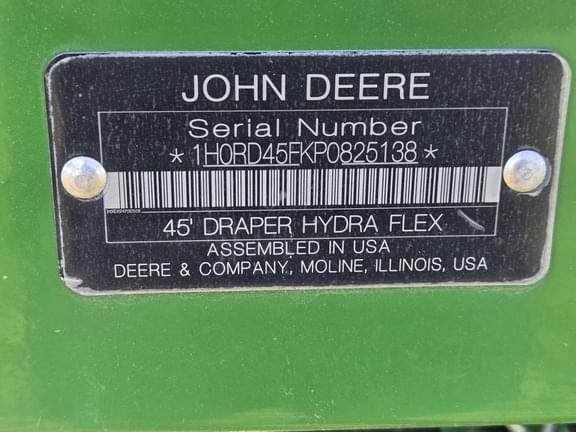 JOHN DEERE
Serial Number
*1H0RD45FKP0825138*
45' DRAPER HYDRA FLEX
ASSEMBLED IN USA
DEERE & COMPANY, MOLINE, ILLINOIS, USA